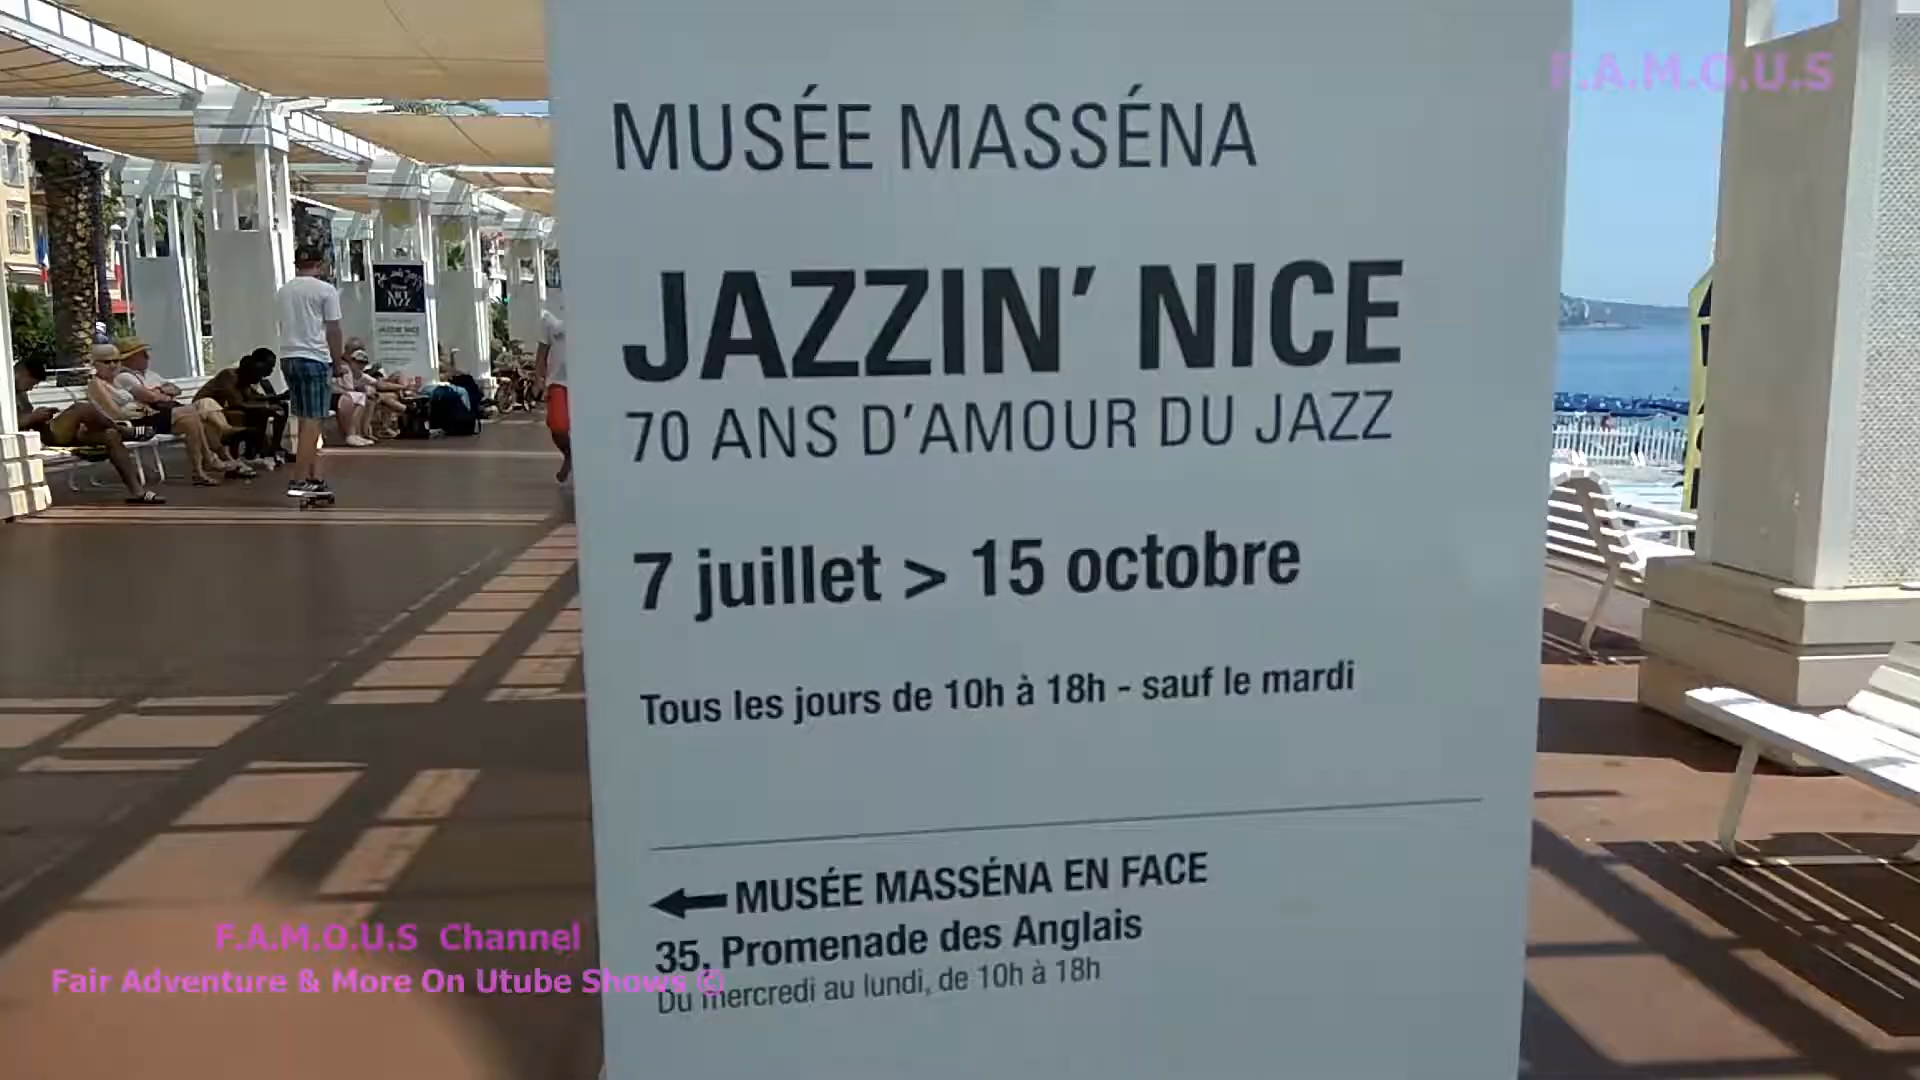 F.A.M.O.U.S
MUSÉE MASSÉNA
JAZZIN’ NICE
70 ANS D’AMOUR DU JAZZ
7 juillet > 15 octobre
Tous les jours de 10h à 18h - sauf le mardi
MUSÉE MASSÉNA EN FACE
35, Promenade des Anglais
Du mercredi au lundi, de 10h à 18h
F.A.M.O.U.S Channel
Fair Adventure & More On Utube Shows ©
JAZZIN' NICE